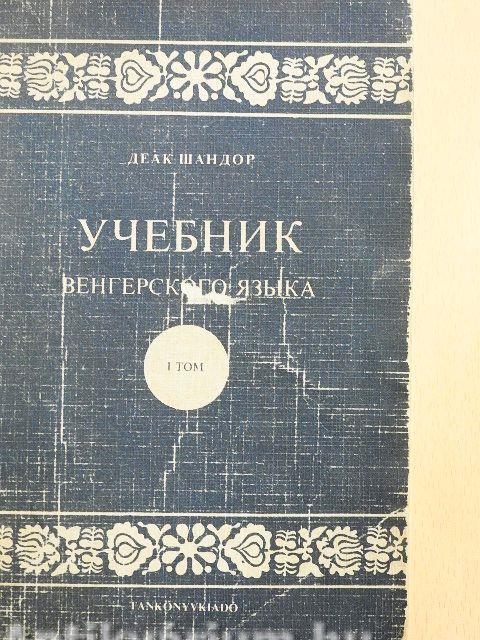 ДЕАК ШАНДОР
УЧЕБНИК
ВЕНГЕРСКОГО ЯЗЫКА
I ТОМ
TANKÖNYVKIADÓ